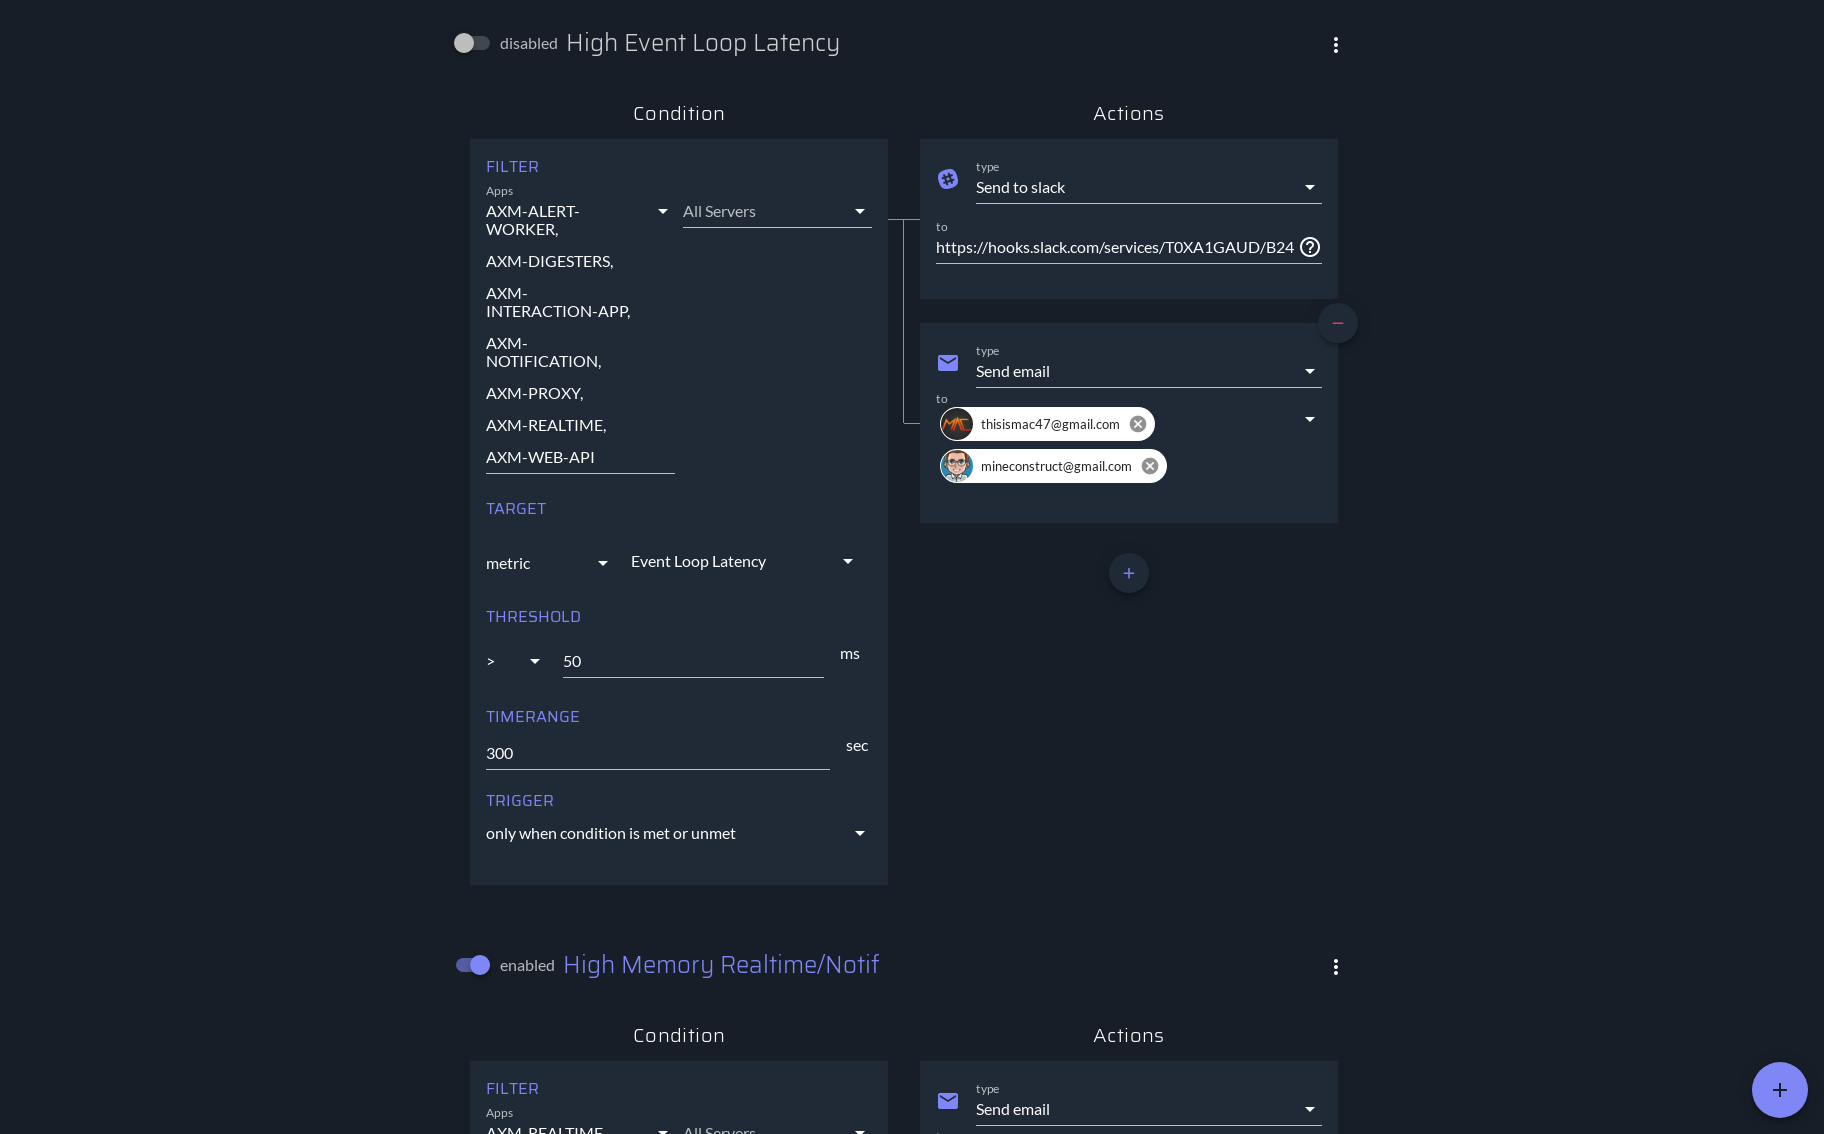 disabled High Event Loop Latency
Condition
FILTER
Apps
AXM-ALERT-
WORKER,
All Servers
AXM-DIGESTERS,
AXM-
INTERACTION-APP,
AXM-
NOTIFICATION,
AXM-PROXY,
AXM-REALTIME,
AXM-WEB-API
TARGET
metric Event Loop Latency
THRESHOLD
> 50 ms
TIMERANGE
300 sec
TRIGGER
only when condition is met or unmet
Actions
type
Send to slack
to
https://hooks.slack.com/services/T0XA1GAUD/B24
type
Send email
to
thisismac47@gmail.com
mineconstruct@gmail.com
enabled High Memory Realtime/Notif
Condition
FILTER
Apps
AXM-REALTIME
All Servers
Actions
type
Send email